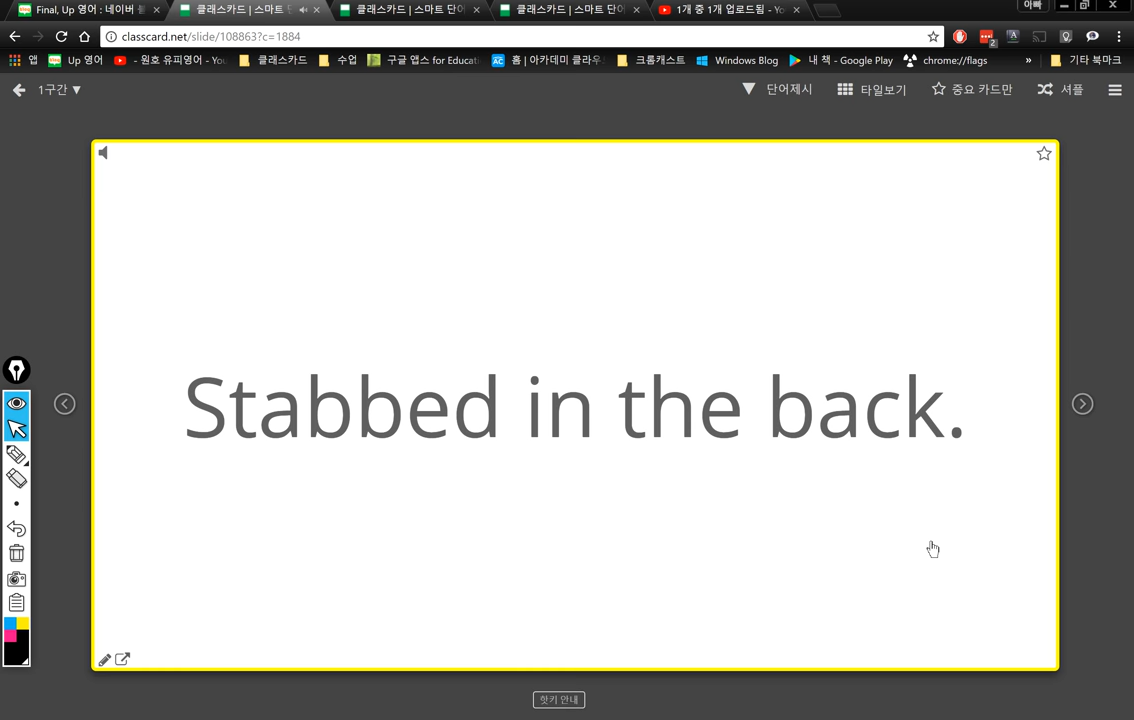 Final, Up 영어 : 네이버 블
클래스카드 | 스마트 단
클래스카드 | 스마트 단어
클래스카드 | 스마트 단어
1개 중 1개 업로드됨 - Yo
아빠
classcard.net/slide/108863?c=1884
2
앱
Up 영어
- 원호 유피영어 - You
클래스카드
수업
구글 앱스 for Educati
홈 | 아카데미 클라우
크롬캐스트
Windows Blog
내 책 - Google Play
chrome://flags
»
기타 북마크
1구간 ▼
단어제시
타일보기
중요 카드만
셔플
Stabbed in the back.
핫키 안내